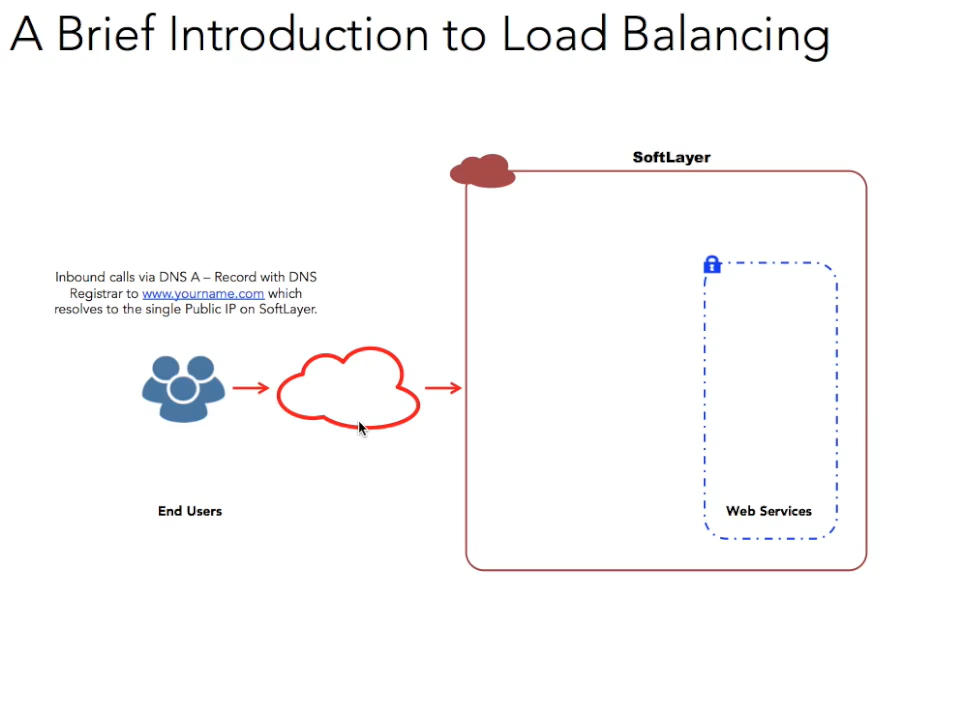 A Brief Introduction to Load Balancing
SoftLayer
Inbound calls via DNS A – Record with DNS
Registrar to www.yourname.com which
resolves to the single Public IP on SoftLayer.
End Users
Web Services